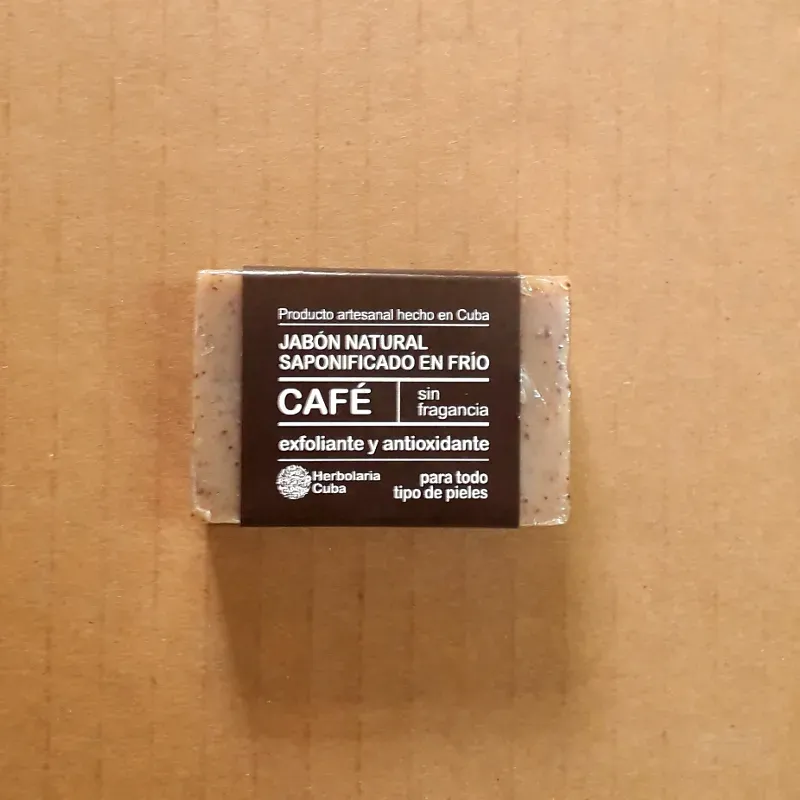 Producto artesanal hecho en Cuba
JABÓN NATURAL
SAPONIFICADO EN FRÍO
CAFÉ
sin
fragancia
exfoliante y antioxidante
Herbolaria
Cuba
para todo
tipo de pieles